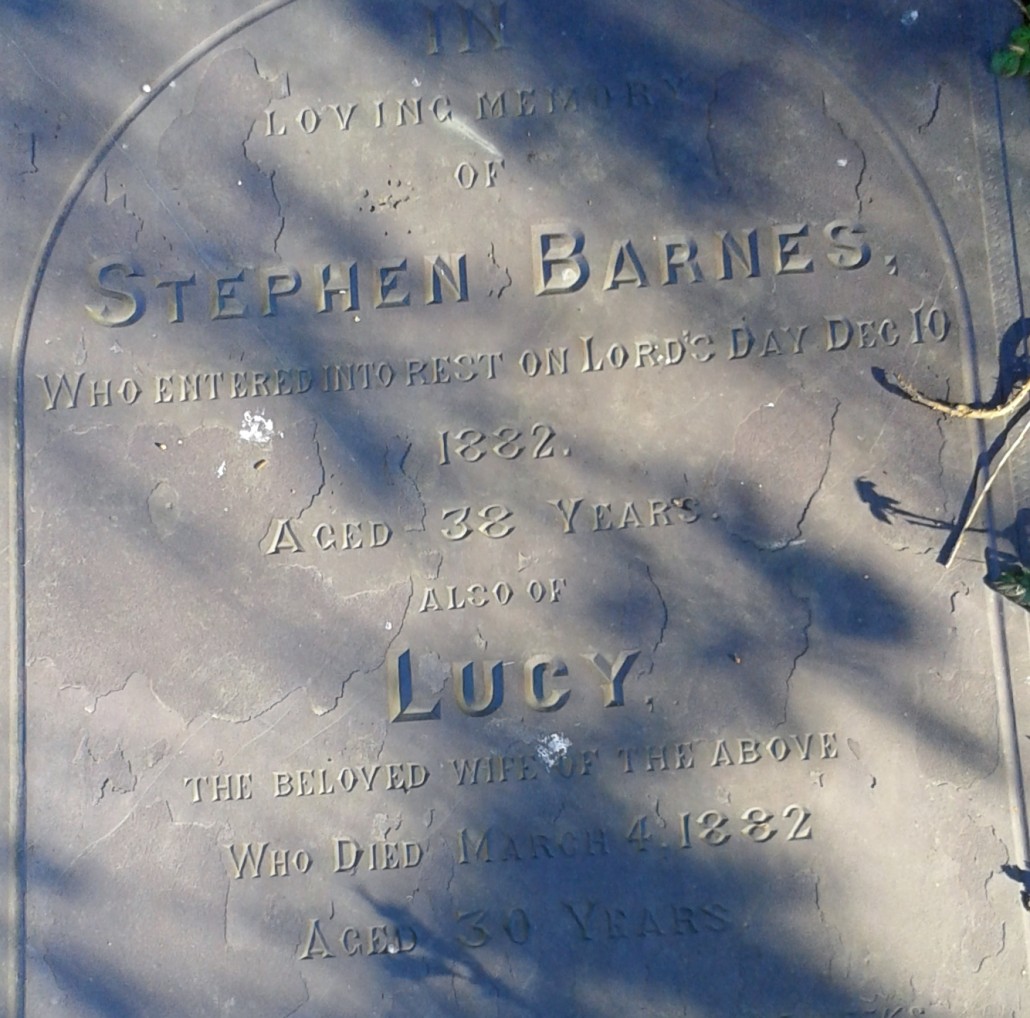 IN
LOVING MEMORY
OF
STEPHEN BARNES,
WHO ENTERED INTO REST ON LORD'S DAY DEC 10
1882.
AGED 38 YEARS.
ALSO OF
LUCY,
THE BELOVED WIFE OF THE ABOVE
WHO DIED MARCH 4. 1882
AGED 30 YEARS.